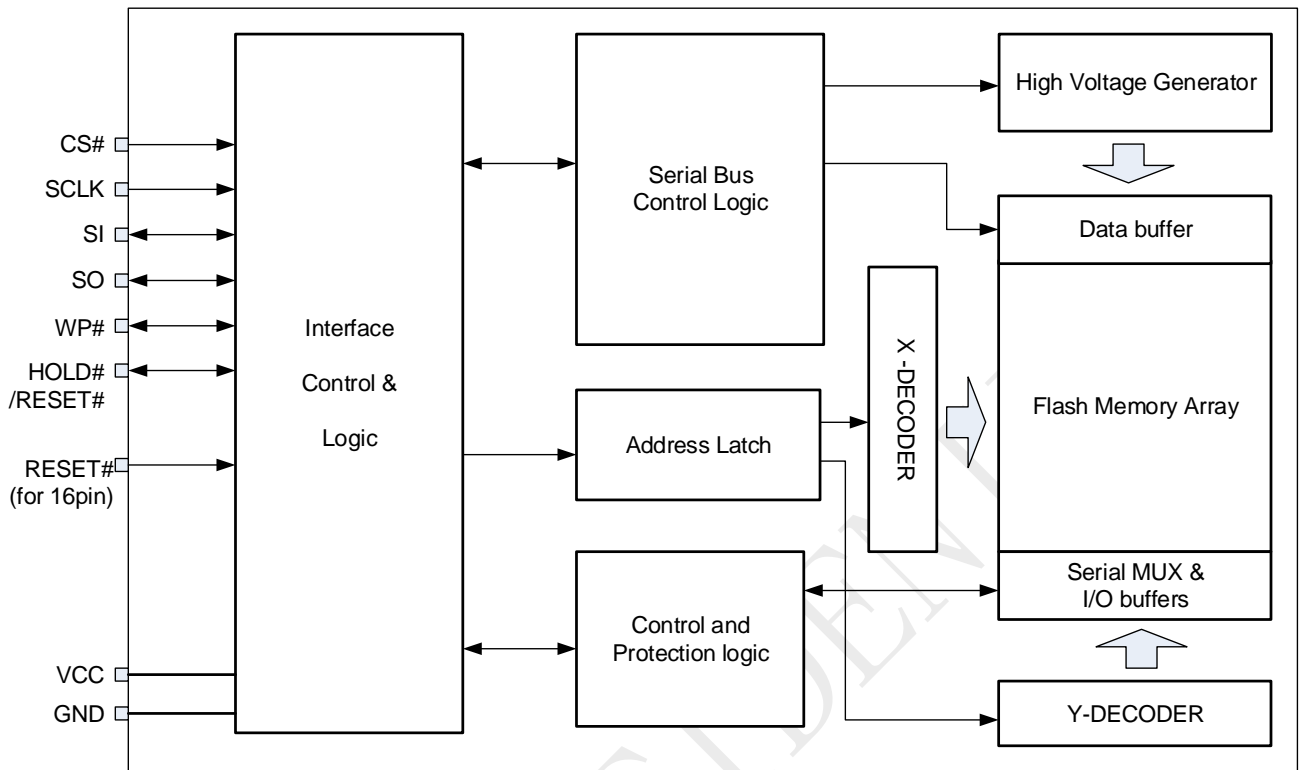 CS#
SCLK
SI
SO
WP#
HOLD#
/RESET#
RESET#
(for 16pin)
VCC
GND
Interface
Control &
Logic
Serial Bus
Control Logic
Address Latch
Control and
Protection logic
X -DECODER
High Voltage Generator
Data buffer
Flash Memory Array
Serial MUX &
I/O buffers
Y-DECODER